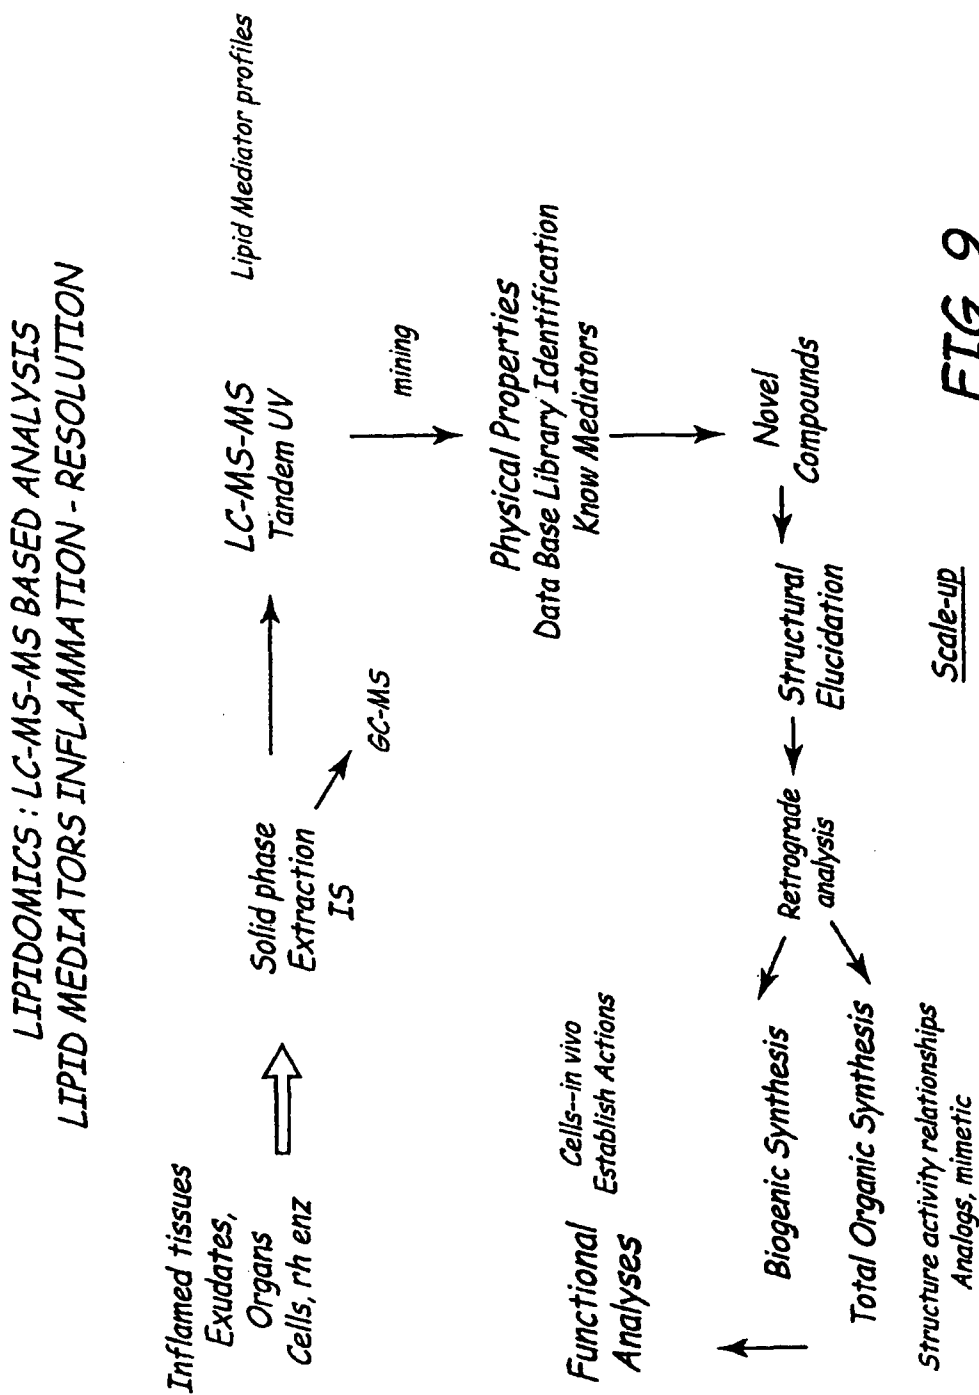 LIPIDOMICS : LC-MS-MS BASED ANALYSIS
LIPID MEDIATORS INFLAMMATION - RESOLUTION
Inflamed tissues
Exudates,
Organs
Cells, rh enz
Solid phase
Extraction
IS
GC-MS
LC-MS-MS
Tandem UV
Lipid Mediator profiles
mining
Physical Properties
Data Base Library Identification
Know Mediators
Novel
Compounds
Structural
Elucidation
Retrograde
analysis
Biogenic Synthesis
Total Organic Synthesis
Structure activity relationships
Analogs, mimetic
Functional
Analyses
Cells--in vivo
Establish Actions
Scale-up
FIG 9